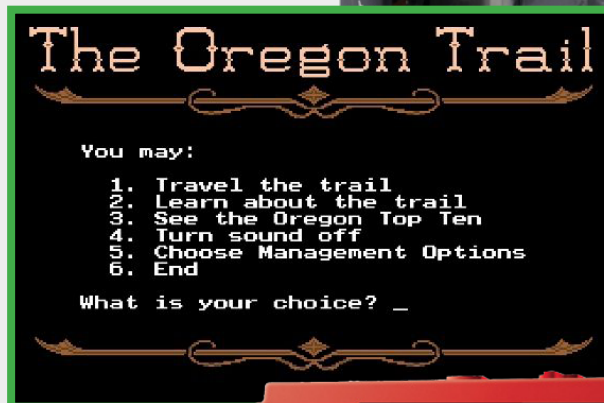 The Oregon Trail
You may:
1. Travel the trail
2. Learn about the trail
3. See the Oregon Top Ten
4. Turn sound off
5. Choose Management Options
6. End
What is your choice? _